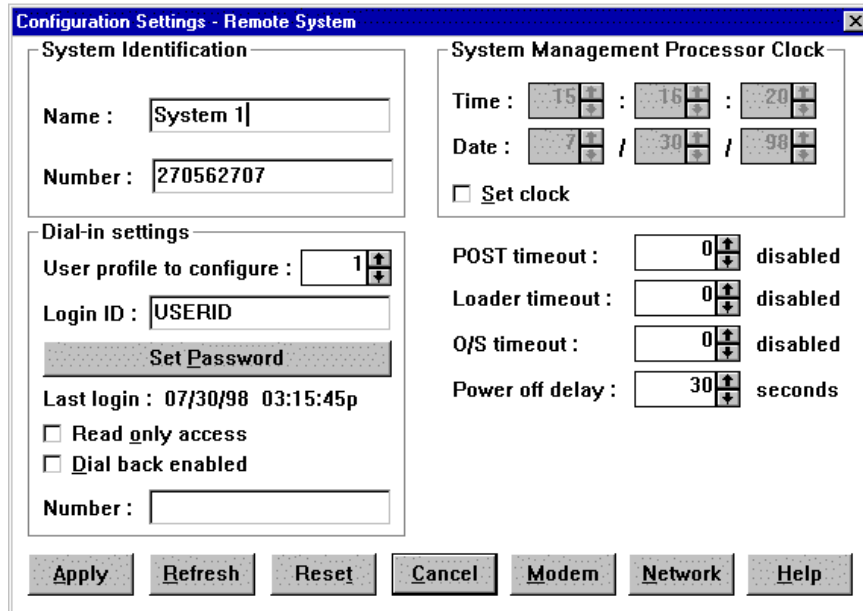 Configuration Settings - Remote System
System Identification
Name : System 1
Number : 270562707
Dial-in settings
User profile to configure : 1
Login ID : USERID
Set Password
Last login : 07/30/98 03:15:45p
Read only access
Dial back enabled
Number :
System Management Processor Clock
Time : 15 : 16 : 20
Date : 7 / 30 / 98
Set clock
POST timeout : 0 disabled
Loader timeout : 0 disabled
O/S timeout : 0 disabled
Power off delay : 30 seconds
Apply Refresh Reset Cancel Modem Network Help